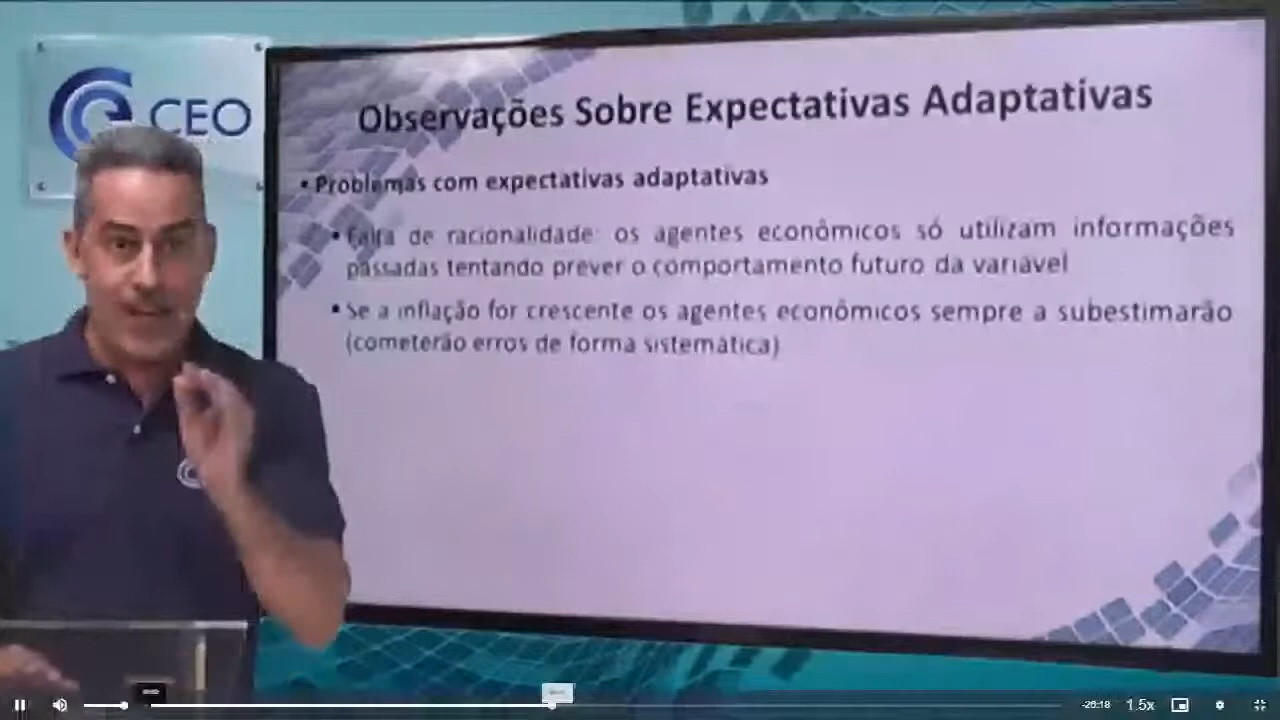 CEO
Observações Sobre Expectativas Adaptativas
• Problemas com expectativas adaptativas
• Falta de racionalidade: os agentes econômicos só utilizam informações
passadas tentando prever o comportamento futuro da variável
• Se a inflação for crescente os agentes econômicos sempre a subestimarão
(cometerão erros de forma sistemática)
-26:18 1.5x